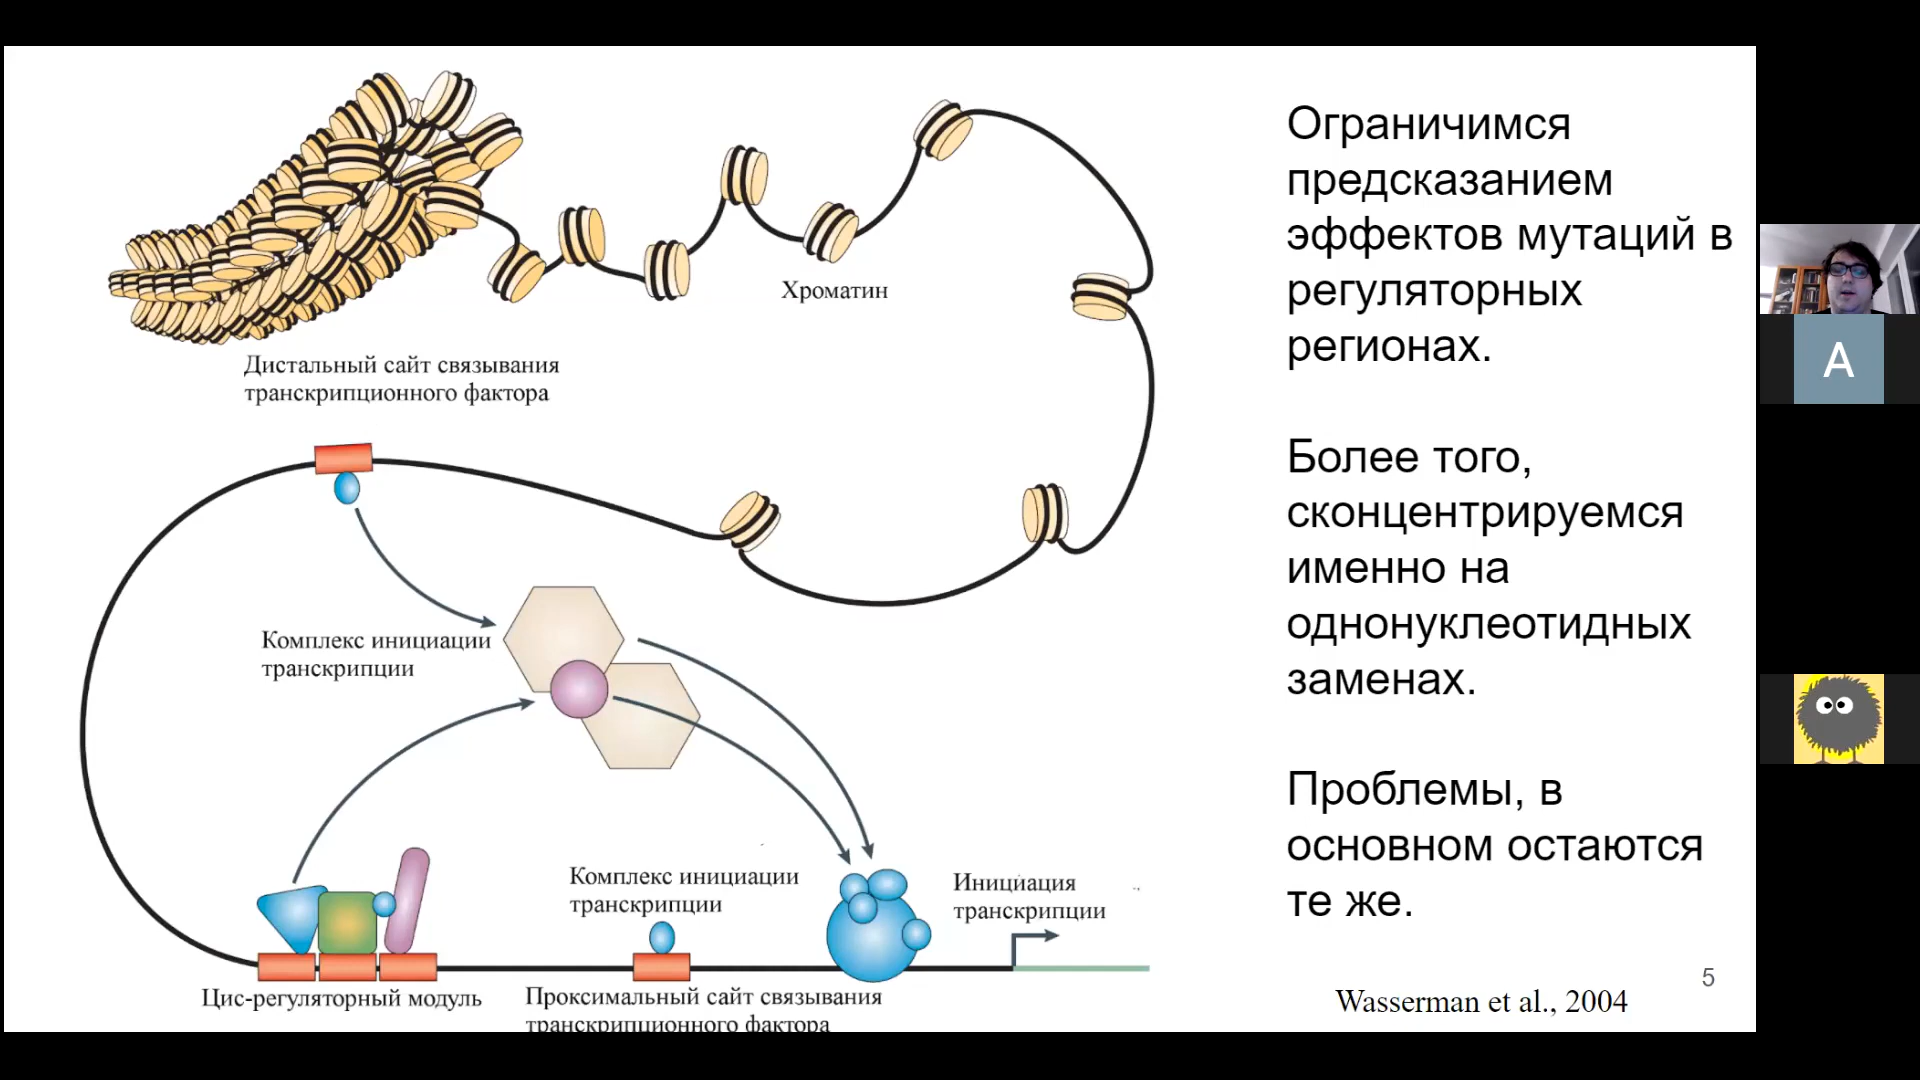 Ограничимся
предсказанием
эффектов мутаций в
регуляторных
регионах.
Более того,
сконцентрируемся
именно на
однонуклеотидных
заменах.
Проблемы, в
основном остаются
те же.
Хроматин
Дистальный сайт связывания
транскрипционного фактора
Комплекс инициации
транскрипции
Комплекс инициации
транскрипции
Инициация
транскрипции
Цис-регуляторный модуль
Проксимальный сайт связывания
транскрипционного фактора
5
Wasserman et al., 2004
A